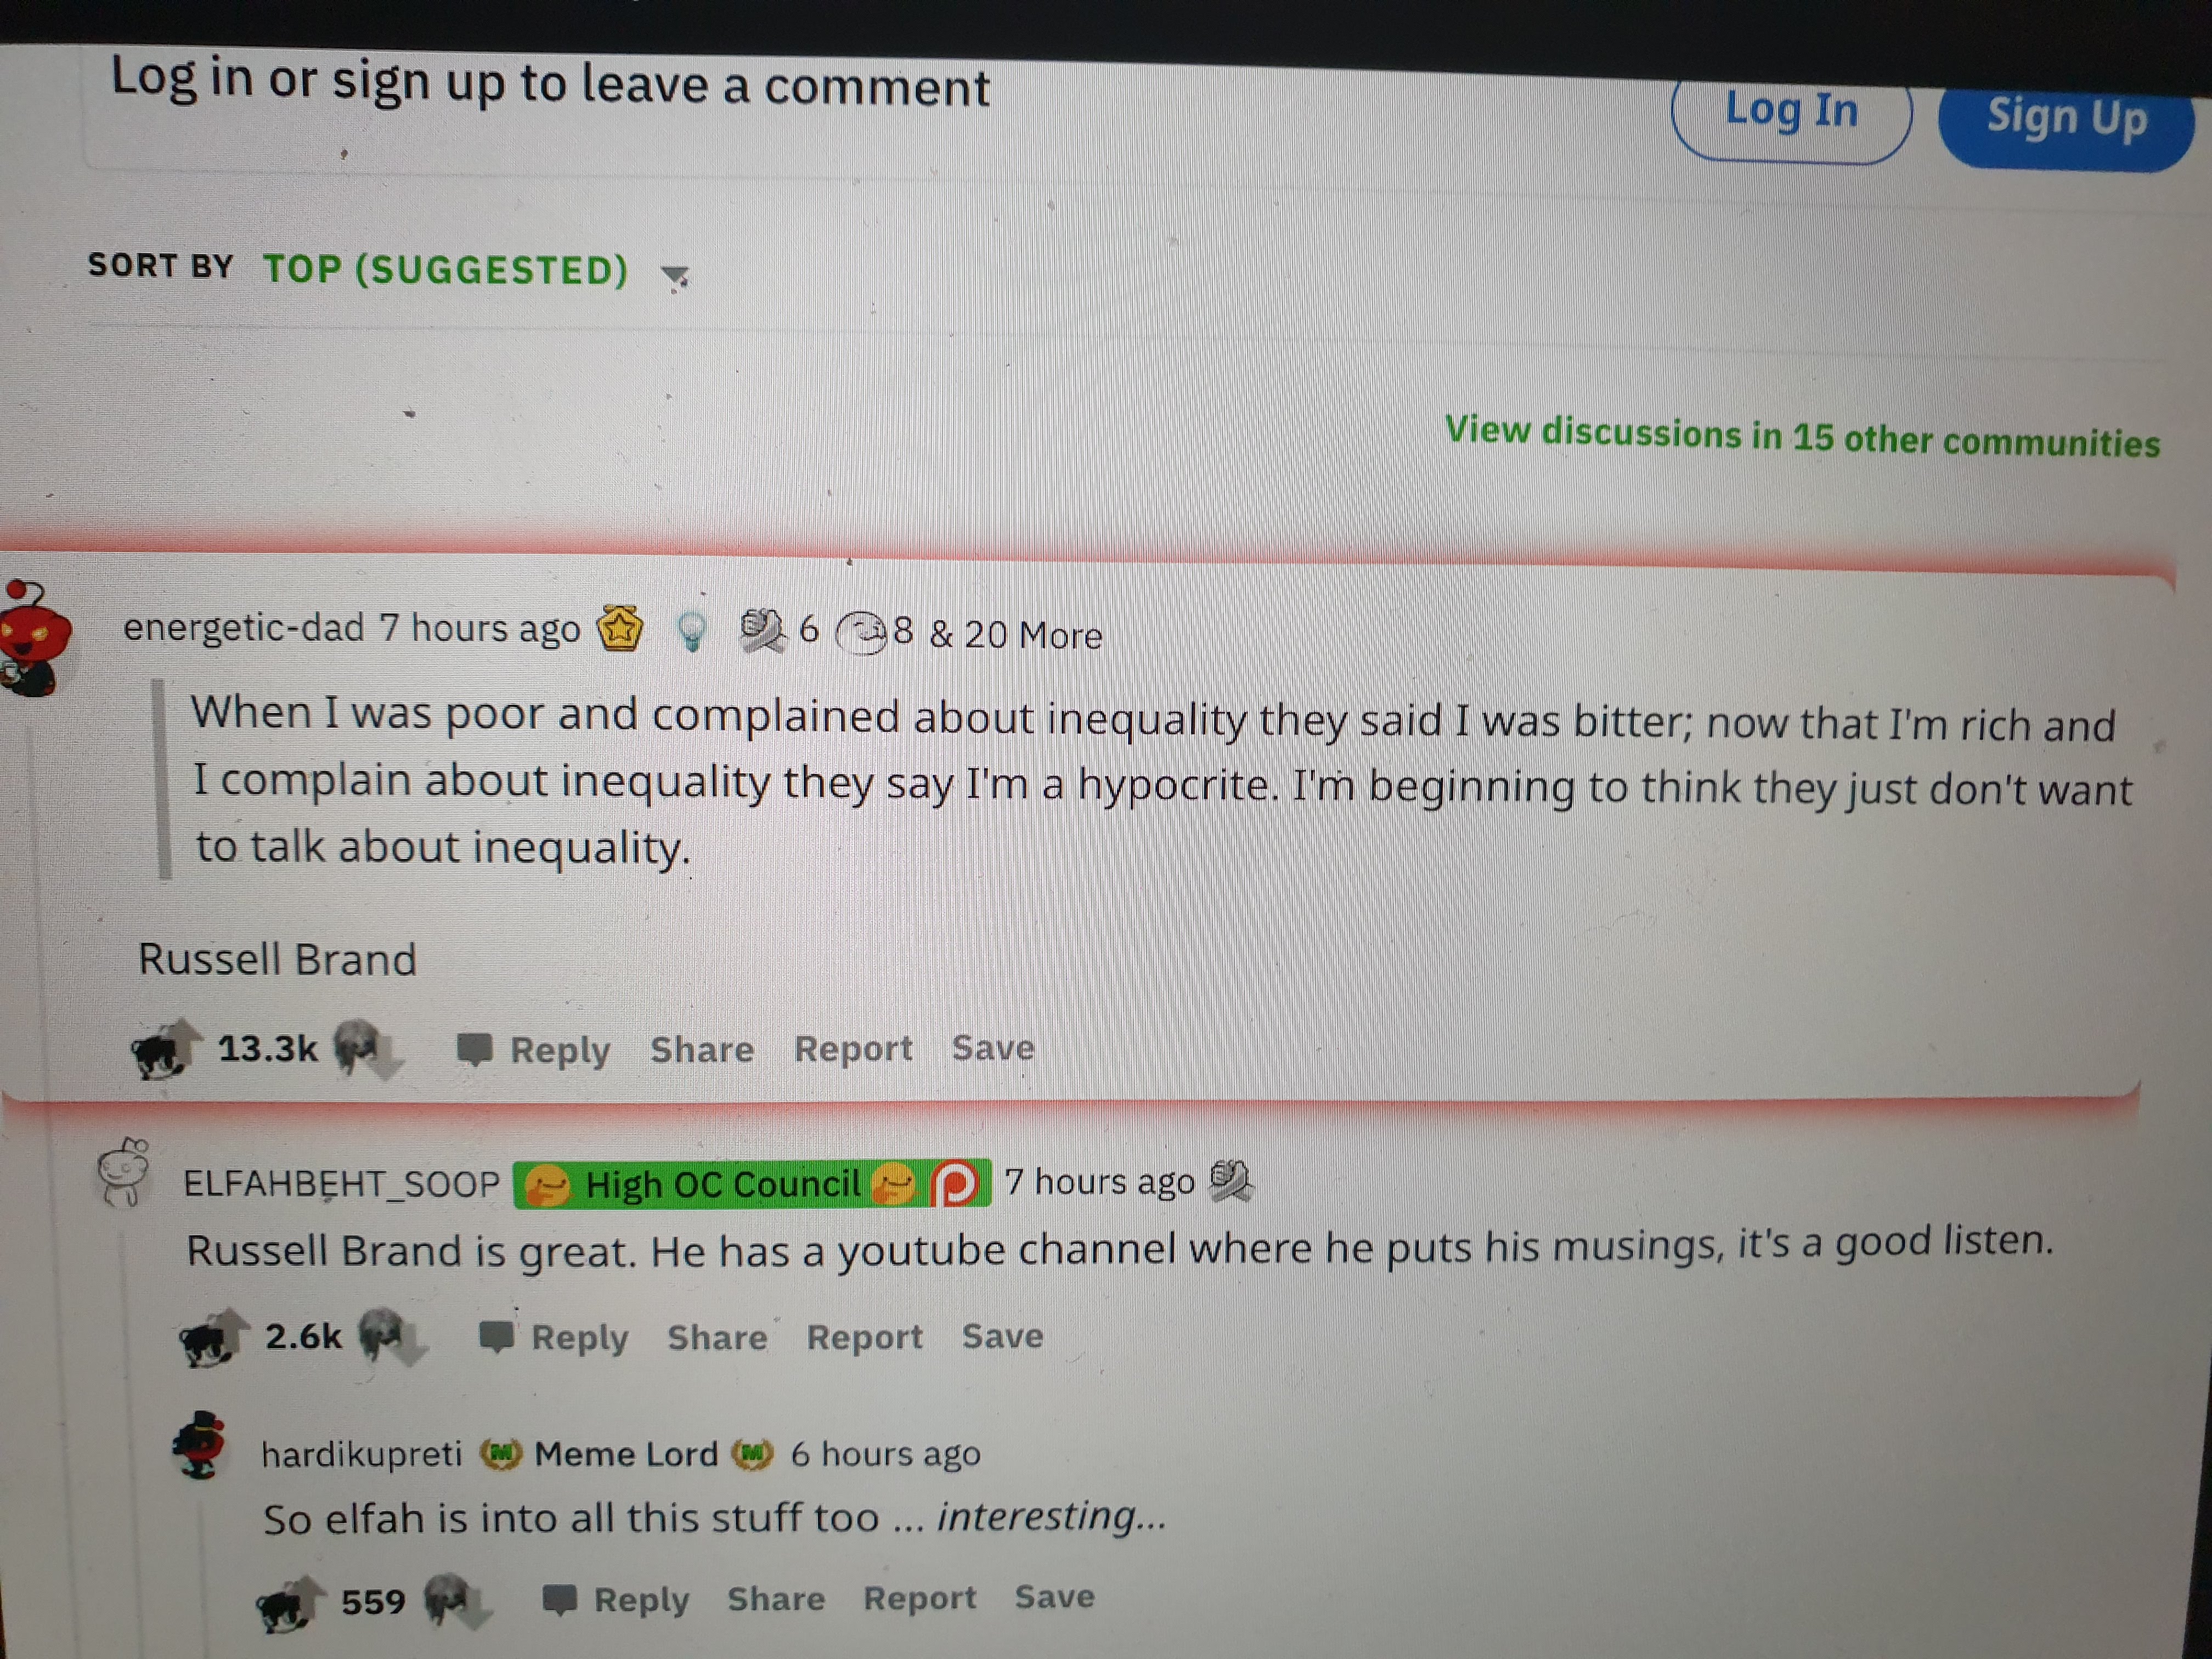 Log in or sign up to leave a comment
Log In
Sign Up
SORT BY TOP (SUGGESTED)
View discussions in 15 other communities
energetic-dad 7 hours ago 6 8 & 20 More
When I was poor and complained about inequality they said I was bitter; now that I'm rich and
I complain about inequality they say I'm a hypocrite. I'm beginning to think they just don't want
to talk about inequality.
Russell Brand
13.3k Reply Share Report Save
ELFAHBEHT_SOOP High OC Council 7 hours ago
Russell Brand is great. He has a youtube channel where he puts his musings, it's a good listen.
2.6k Reply Share Report Save
hardikupreti Meme Lord 6 hours ago
So elfah is into all this stuff too ... interesting...
559 Reply Share Report Save